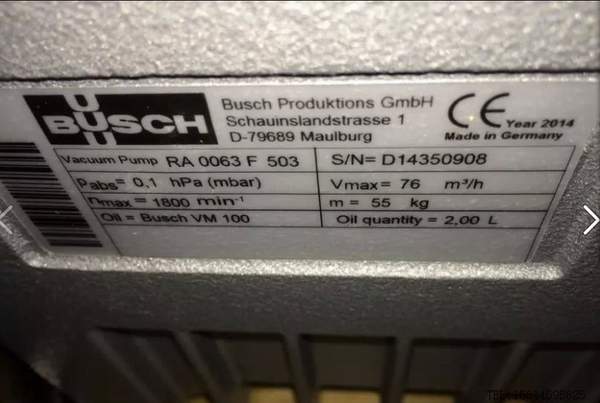 BUSCH
Busch Produktions GmbH
Schauinslandstrasse 1
D-79689 Maulburg
CE Year 2014
Made in Germany
Vacuum Pump RA 0063 F 503
S/N= D14350908
Pabs= 0,1 hPa (mbar)
Vmax= 76 m³/h
nmax= 1800 min⁻¹
m = 55 kg
Oil = Busch VM 100
Oil quantity = 2,00 L